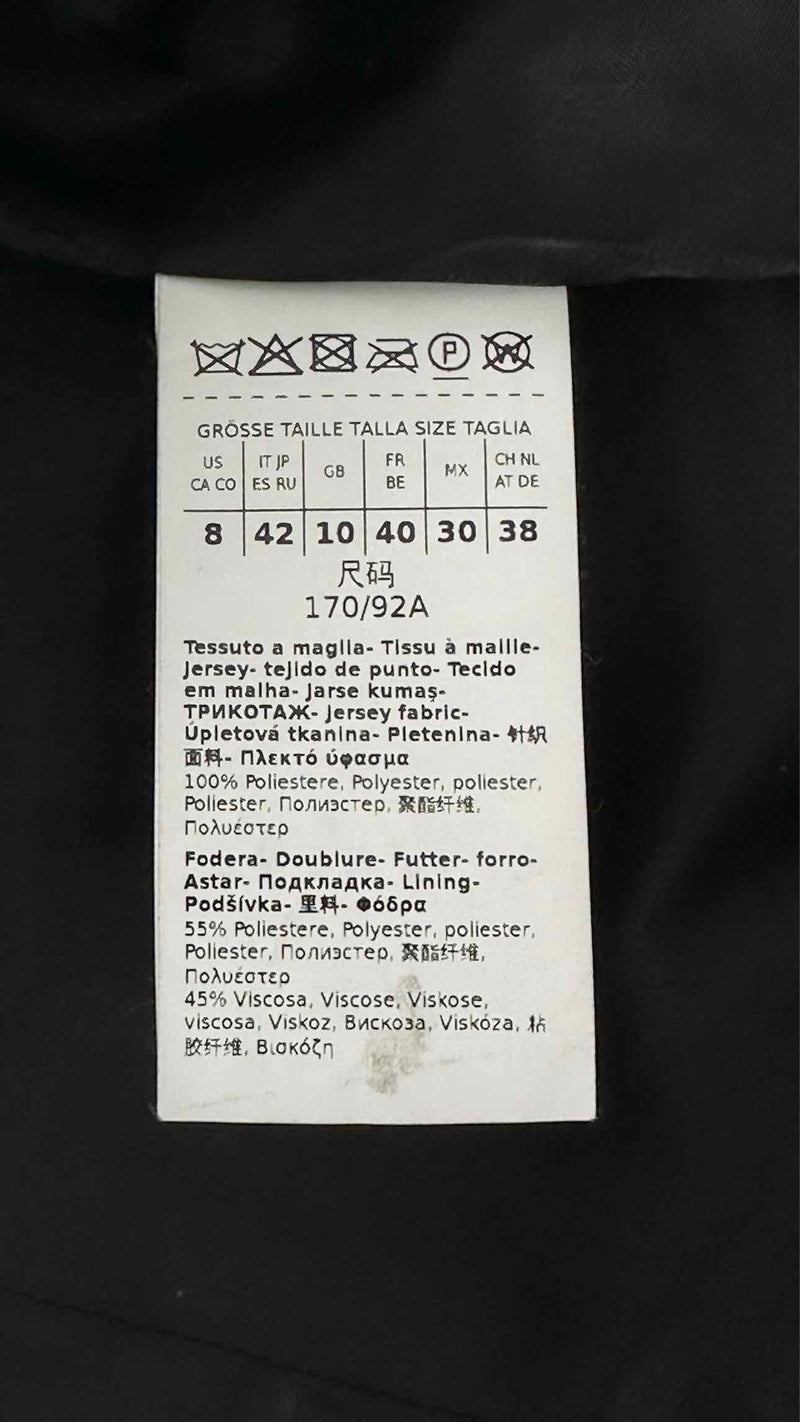 P W
GRÖSSE TAILLE TALLA SIZE TAGLIA
US CA CO IT JP ES RU GB FR BE MX CH NL AT DE
8 42 10 40 30 38
尺码
170/92A
Tessuto a maglia- Tissu à maille-
Jersey- tejido de punto- Tecido
em malha- Jarse kumaş-
ТРИКОТАЖ- Jersey fabric-
Úpletová tkanina- Pletenina- 针织
面料- Πλεκτό ύφασμα
100% Poliestere, Polyester, poliester,
Poliester, Полиэстер, 聚酯纤维,
Πολυέστερ
Fodera- Doublure- Futter- forro-
Astar- Подкладка- Lining-
Podšívka- 里料- Φόδρα
55% Poliestere, Polyester, poliester,
Poliester, Полиэстер, 聚酯纤维,
Πολυέστερ
45% Viscosa, Viscose, Viskose,
viscosa, Viskoz, Вискоза, Viskóza, 粘
胶纤维, Βισκόζη